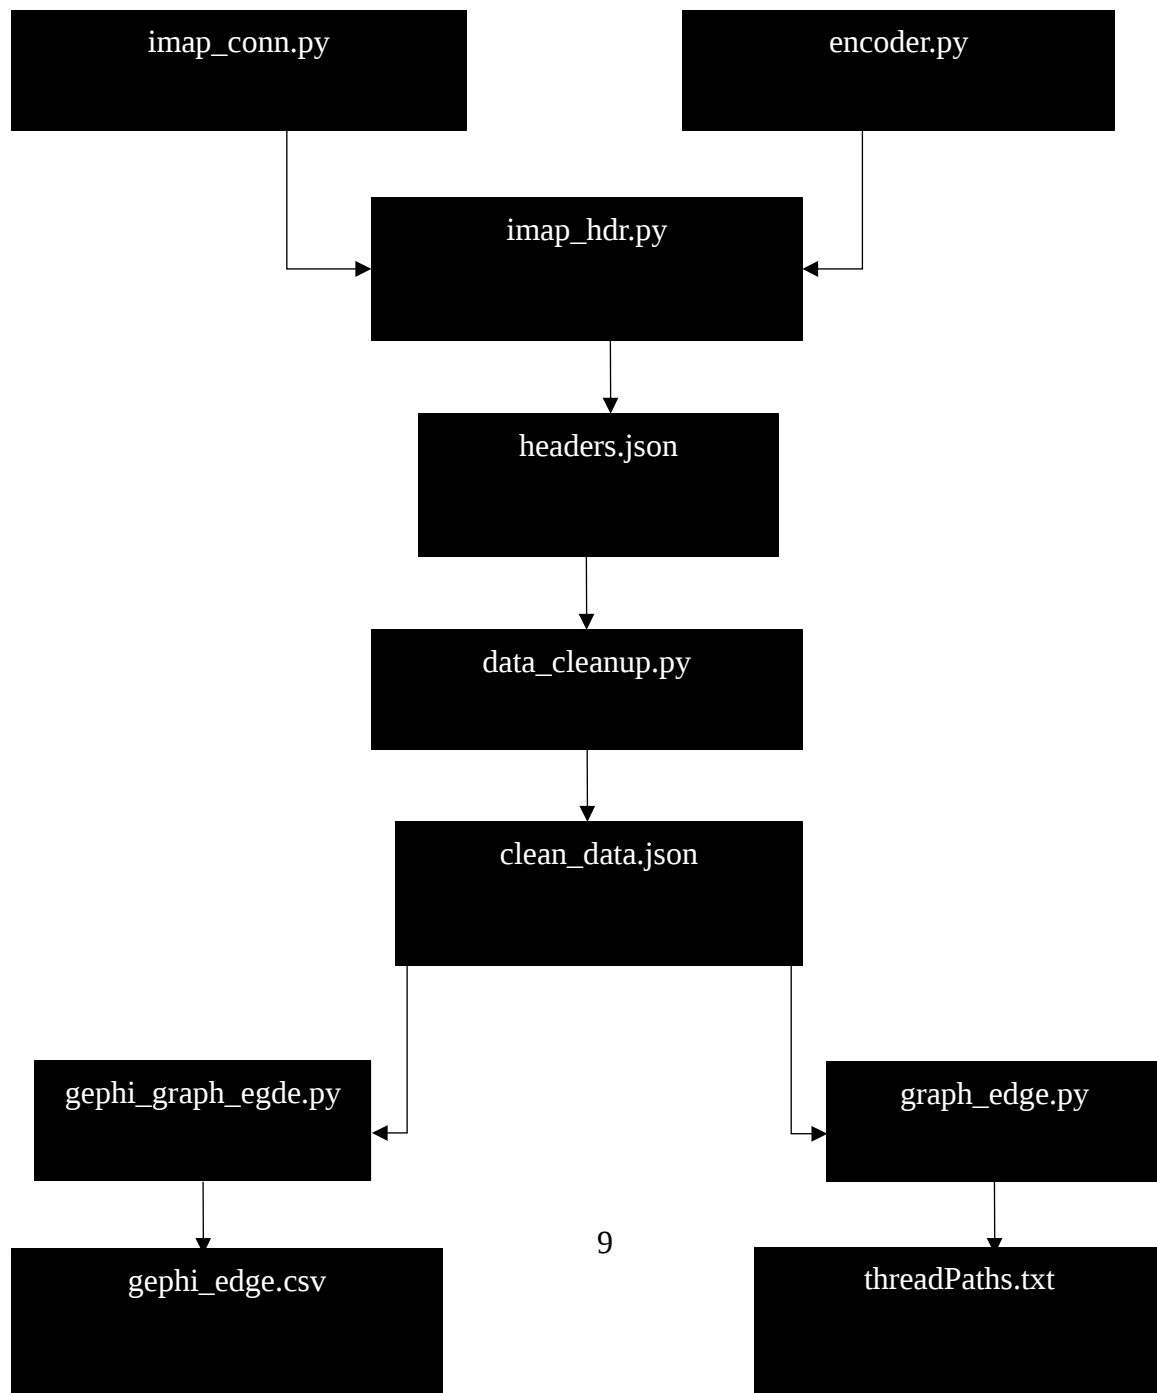 imap_conn.py
encoder.py
imap_hdr.py
headers.json
data_cleanup.py
clean_data.json
gephi_graph_egde.py
graph_edge.py
9
gephi_edge.csv
threadPaths.txt